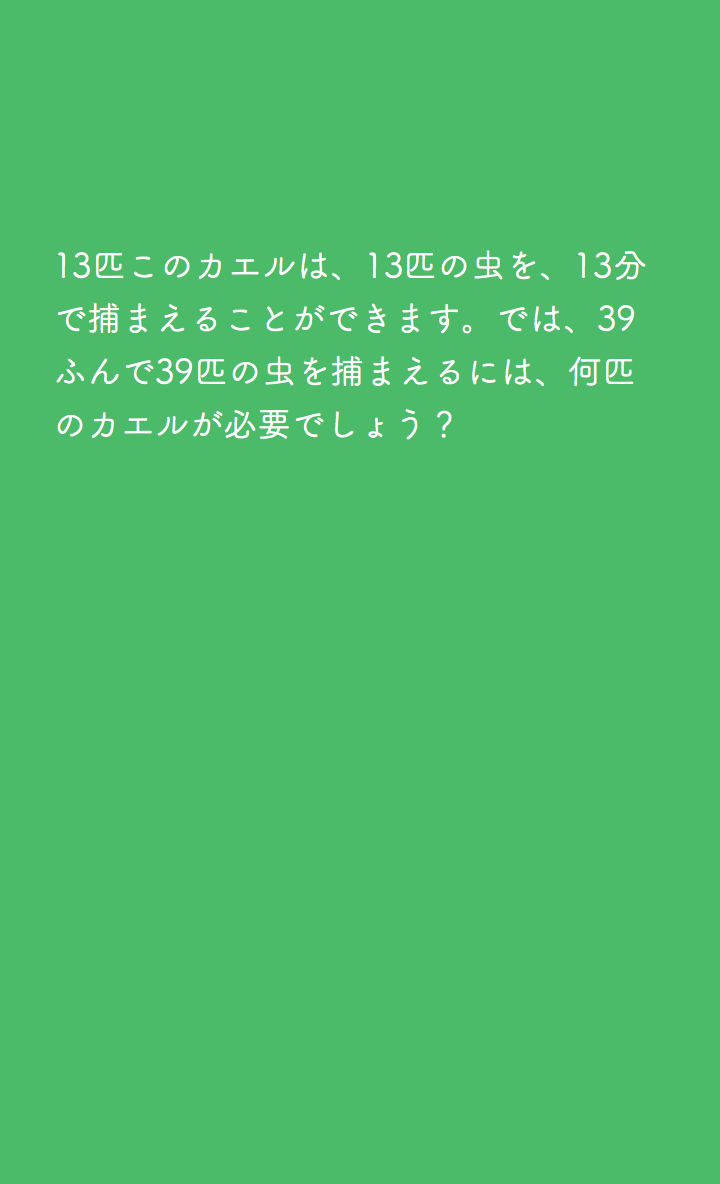 13匹このカエルは、13匹の虫を、13分
で捕まえることができます。では、39
ふんで39匹の虫を捕まえるには、何匹
のカエルが必要でしょう？